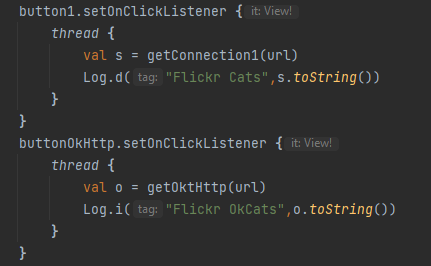 button1.setOnClickListener { it: View!
thread {
val s = getConnection1(url)
Log.d( tag: "Flickr Cats",s.toString())
}
}
buttonOkHttp.setOnClickListener { it: View!
thread {
val o = getOktHttp(url)
Log.i( tag: "Flickr OkCats",o.toString())
}
}